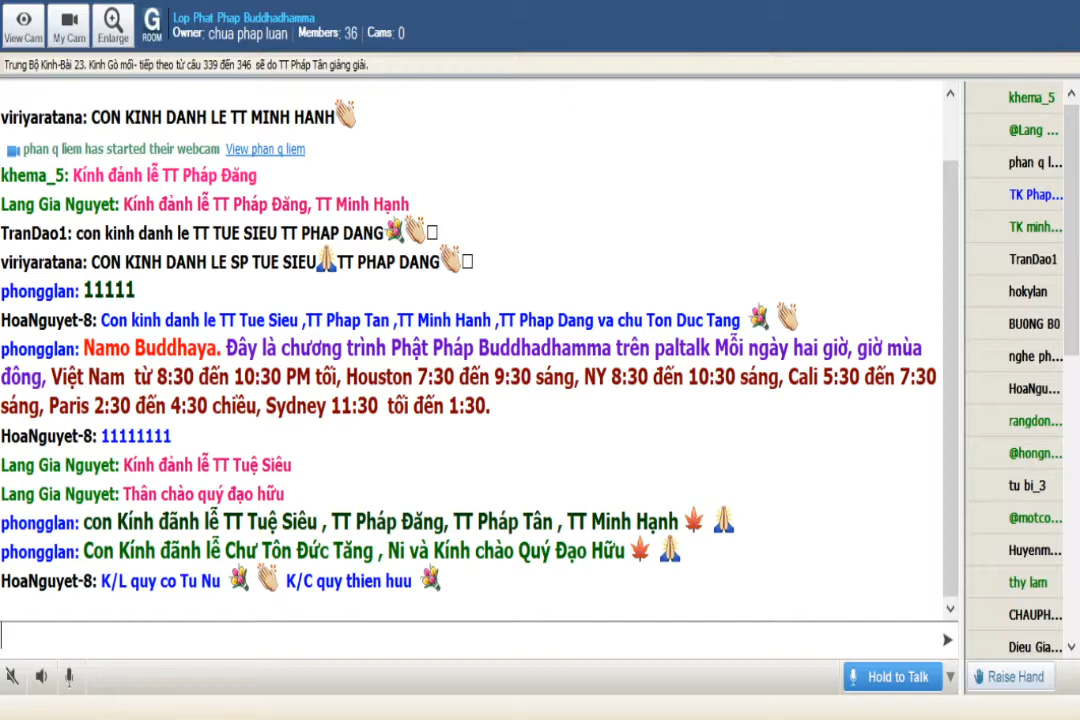 View Cam
My Cam
Enlarge
G
ROOM
Lop Phat Phap Buddhadhamma
Owner: chua phap luan | Members: 36 | Cams: 0
Trung Bộ Kinh-Bài 23. Kinh Gò mối- tiếp theo từ câu 339 đến 346 sẽ do TT Pháp Tân giảng giải.
viriyaratana: CON KINH DANH LE TT MINH HANH
phan q liem has started their webcam View phan q liem
khema_5: Kính đảnh lễ TT Pháp Đăng
Lang Gia Nguyet: Kính đảnh lễ TT Pháp Đăng, TT Minh Hạnh
TranDao1: con kinh danh le TT TUE SIEU TT PHAP DANG
viriyaratana: CON KINH DANH LE SP TUE SIEU TT PHAP DANG
phongglan: 11111
HoaNguyet-8: Con kinh danh le TT Tue Sieu ,TT Phap Tan ,TT Minh Hanh ,TT Phap Dang va chu Ton Duc Tang
phongglan: Namo Buddhaya. Đây là chương trình Phật Pháp Buddhadhamma trên paltalk Mỗi ngày hai giờ, giờ mùa
đông, Việt Nam từ 8:30 đến 10:30 PM tối, Houston 7:30 đến 9:30 sáng, NY 8:30 đến 10:30 sáng, Cali 5:30 đến 7:30
sáng, Paris 2:30 đến 4:30 chiều, Sydney 11:30 tối đến 1:30.
HoaNguyet-8: 11111111
Lang Gia Nguyet: Kính đảnh lễ TT Tuệ Siêu
Lang Gia Nguyet: Thân chào quý đạo hữu
phongglan: con Kính đãnh lễ TT Tuệ Siêu , TT Pháp Đăng, TT Pháp Tân , TT Minh Hạnh
phongglan: Con Kính đãnh lễ Chư Tôn Đức Tăng , Ni và Kính chào Quý Đạo Hữu
HoaNguyet-8: K/L quy co Tu Nu K/C quy thien huu
khema_5
@Lang ...
phan q l...
TK Phap...
TK minh...
TranDao1
hokylan
BUONG B0
nghe ph...
HoaNgu...
rangdon...
@hongn...
tu bi_3
@motco...
Huyenm...
thy lam
CHAUPH...
Dieu Gia...
Hold to Talk
Raise Hand